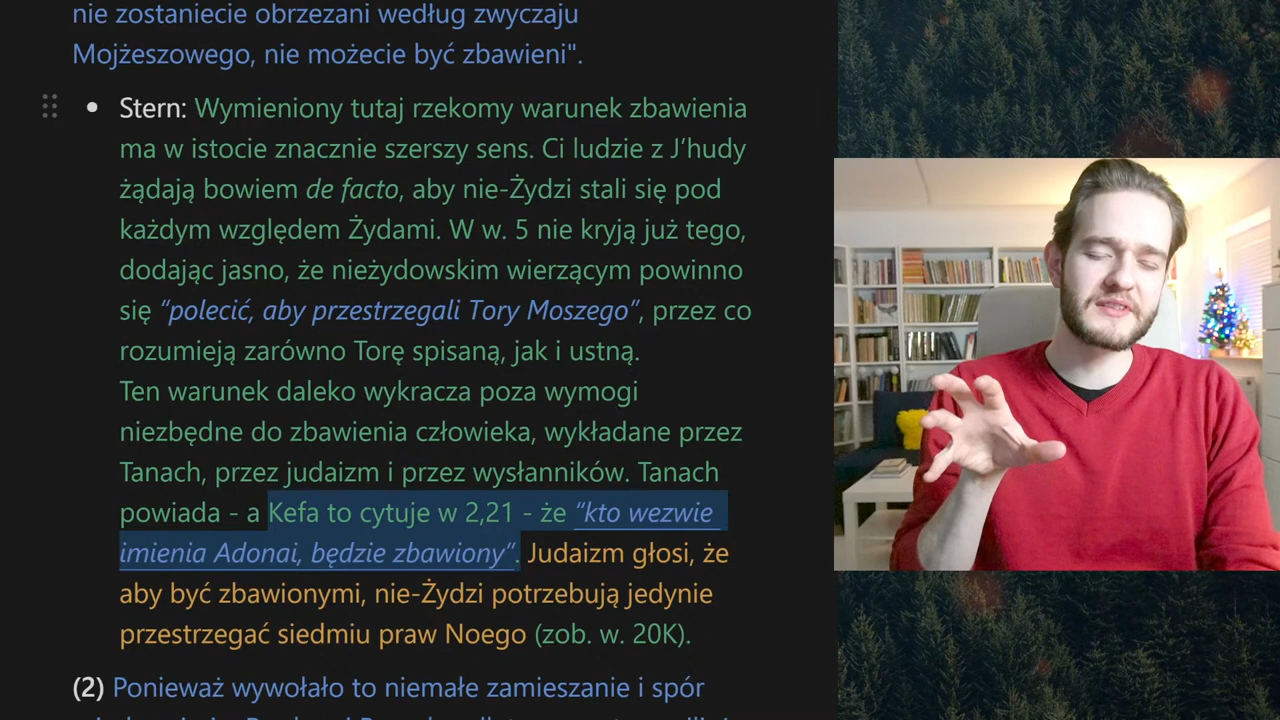 nie zostaniecie obrzezani według zwyczaju
Mojżeszowego, nie możecie być zbawieni".
• Stern: Wymieniony tutaj rzekomy warunek zbawienia
ma w istocie znacznie szerszy sens. Ci ludzie z J’hudy
żądają bowiem de facto, aby nie-Żydzi stali się pod
każdym względem Żydami. W w. 5 nie kryją już tego,
dodając jasno, że nieżydowskim wierzącym powinno
się “polecić, aby przestrzegali Tory Moszego”, przez co
rozumieją zarówno Torę spisaną, jak i ustną.
Ten warunek daleko wykracza poza wymogi
niezbędne do zbawienia człowieka, wykładane przez
Tanach, przez judaizm i przez wysłanników. Tanach
powiada - a Kefa to cytuje w 2,21 - że “kto wezwie
imienia Adonai, będzie zbawiony”. Judaizm głosi, że
aby być zbawionymi, nie-Żydzi potrzebują jedynie
przestrzegać siedmiu praw Noego (zob. w. 20K).
(2) Ponieważ wywołało to niemałe zamieszanie i spór